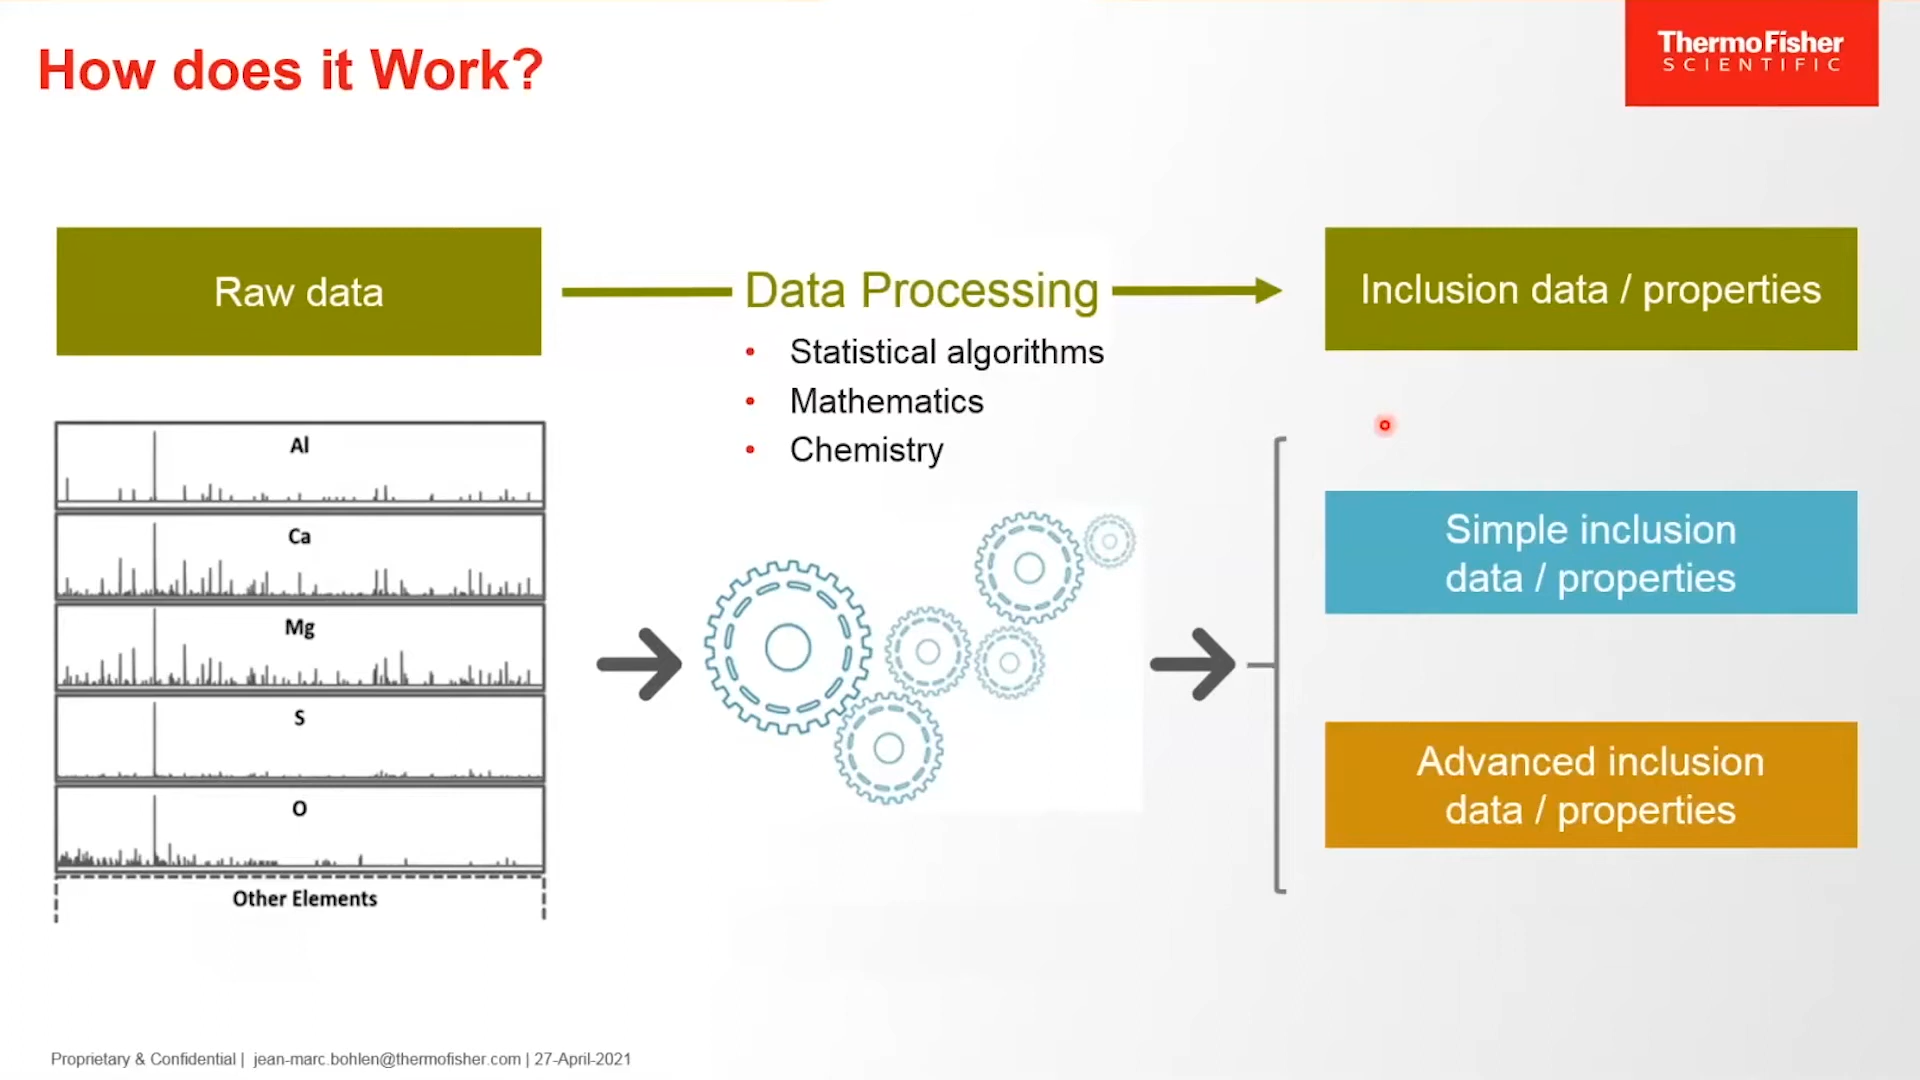 How does it Work?
ThermoFisher
SCIENTIFIC
Raw data
Data Processing
Inclusion data / properties
• Statistical algorithms
• Mathematics
• Chemistry
Al
Ca
Mg
S
O
Other Elements
Simple inclusion
data / properties
Advanced inclusion
data / properties
Proprietary & Confidential | jean-marc.bohlen@thermofisher.com | 27-April-2021